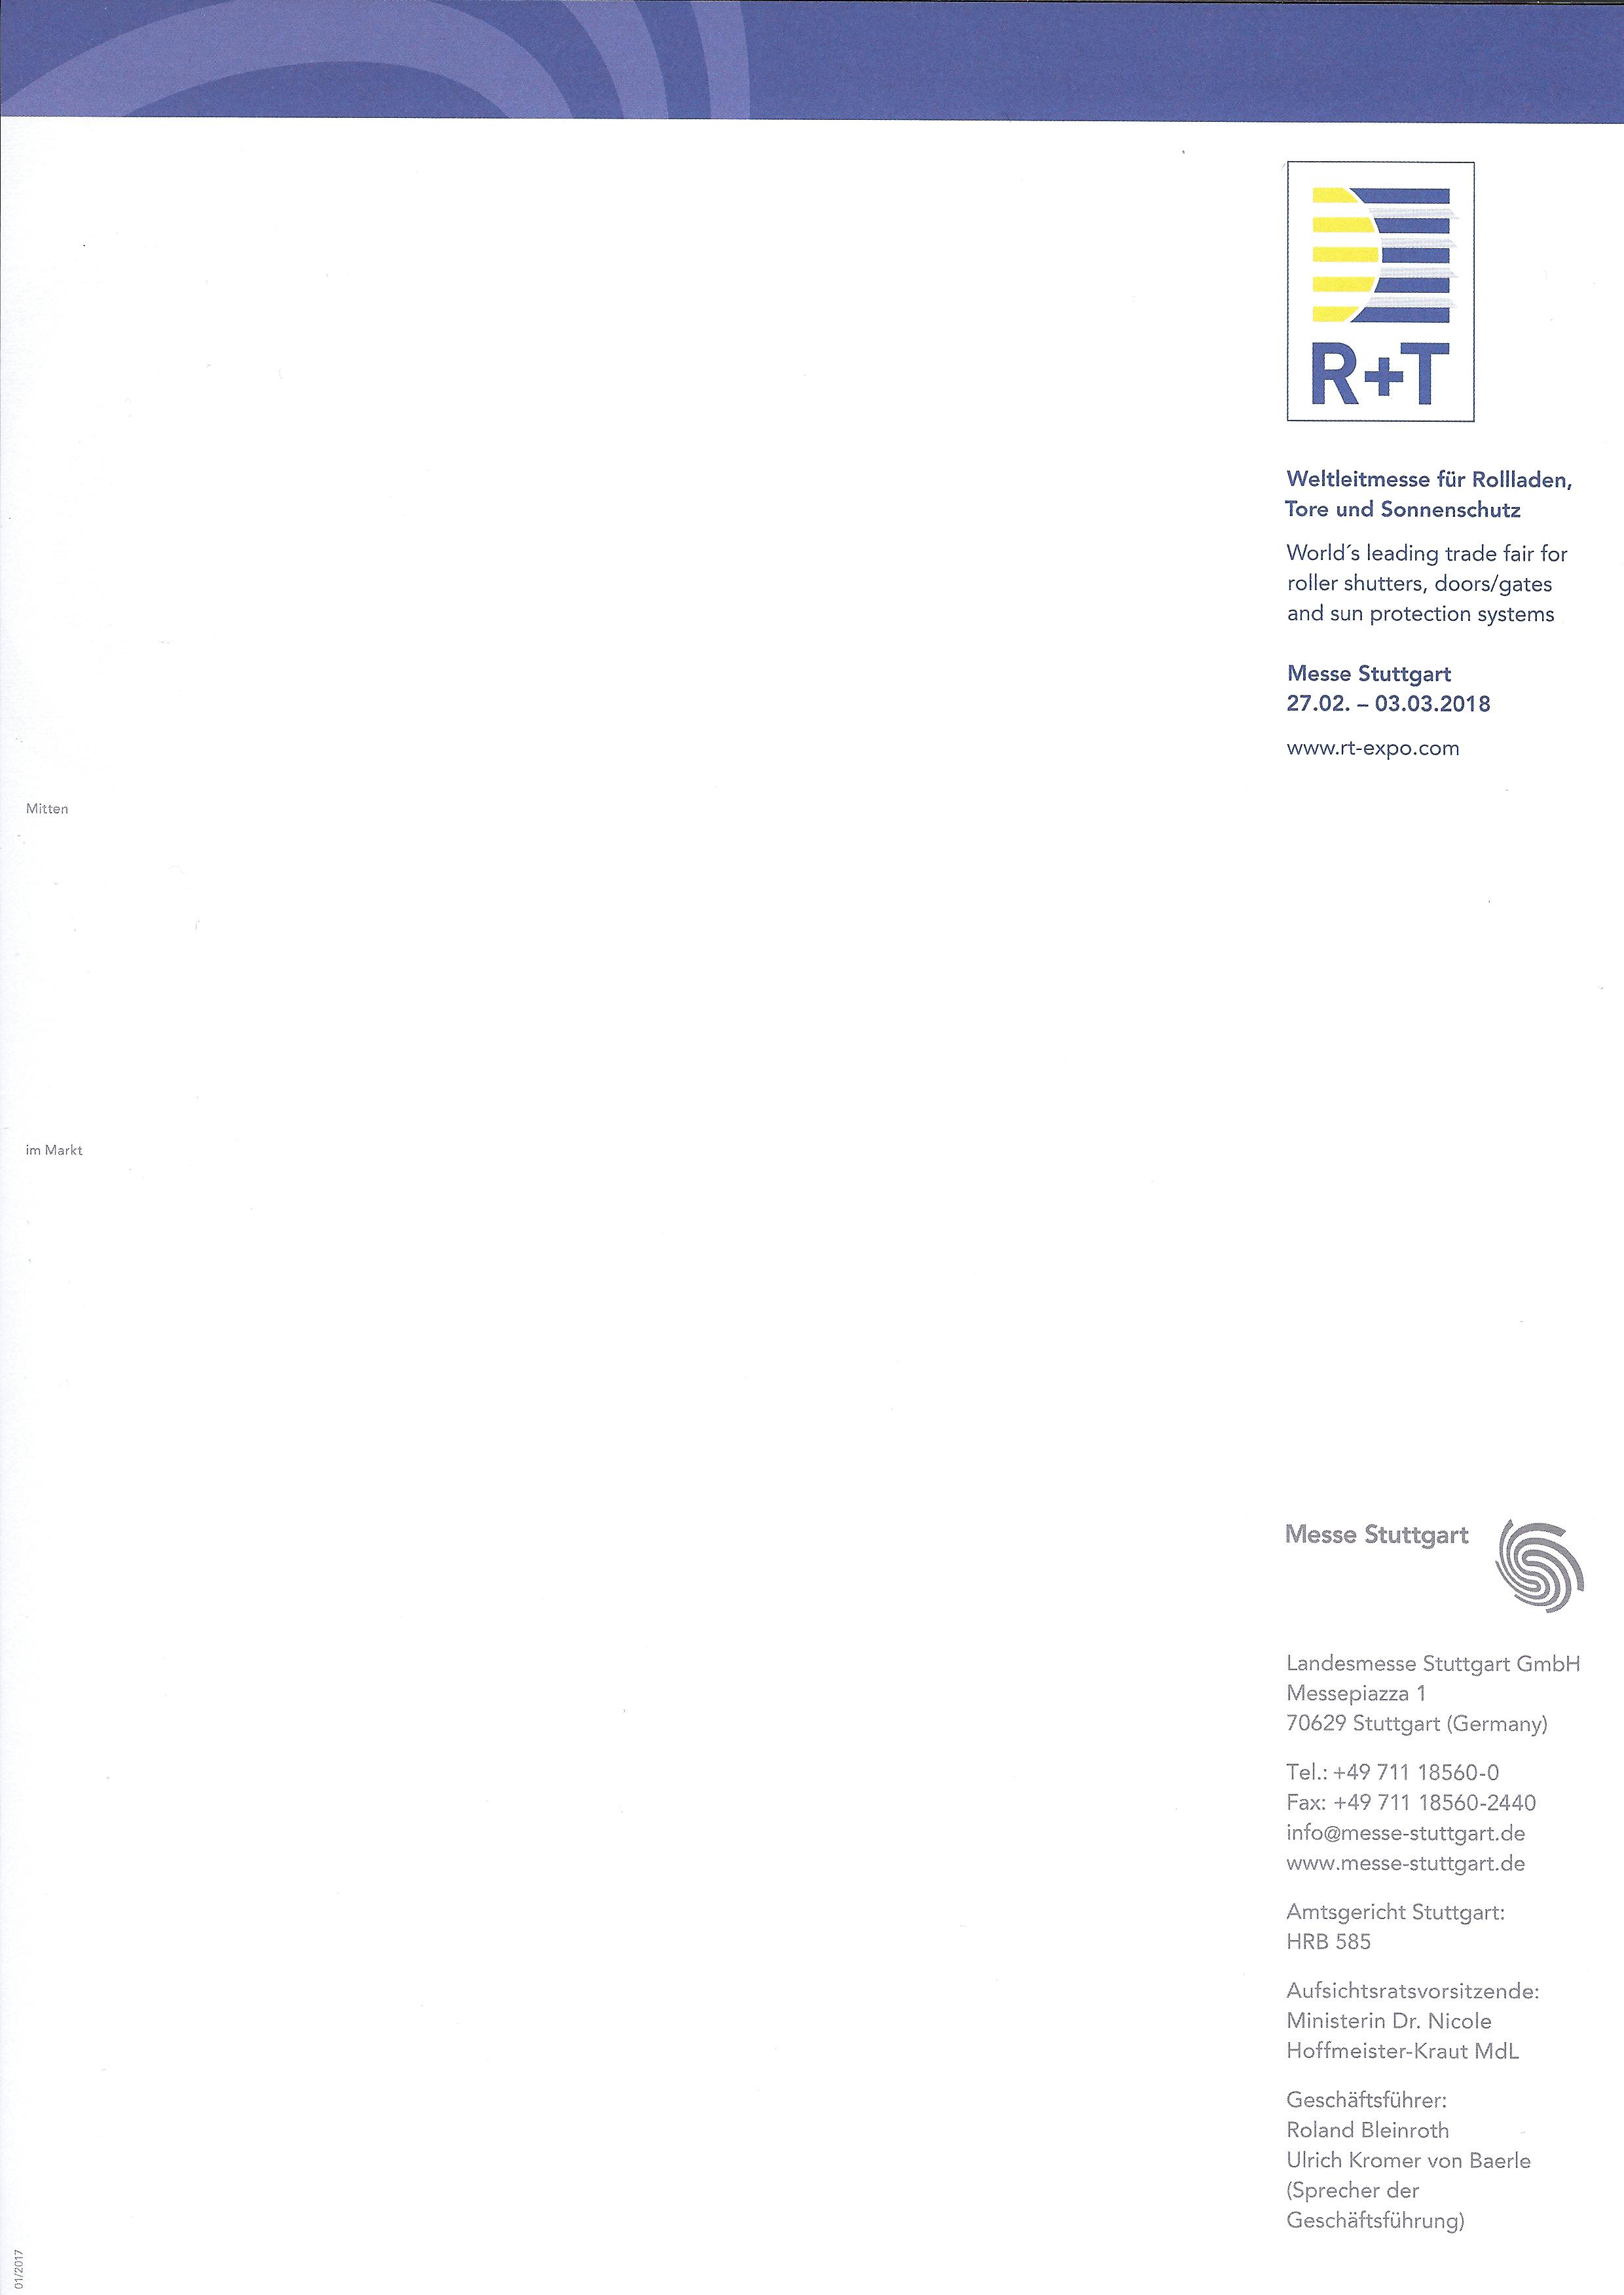 R+T
Weltleitmesse für Rollladen,
Tore und Sonnenschutz
World´s leading trade fair for
roller shutters, doors/gates
and sun protection systems
Messe Stuttgart
27.02. – 03.03.2018
www.rt-expo.com
Mitten
im Markt
Messe Stuttgart
Landesmesse Stuttgart GmbH
Messepiazza 1
70629 Stuttgart (Germany)
Tel.: +49 711 18560-0
Fax: +49 711 18560-2440
info@messe-stuttgart.de
www.messe-stuttgart.de
Amtsgericht Stuttgart:
HRB 585
Aufsichtsratsvorsitzende:
Ministerin Dr. Nicole
Hoffmeister-Kraut MdL
Geschäftsführer:
Roland Bleinroth
Ulrich Kromer von Baerle
(Sprecher der
Geschäftsführung)
01/2017